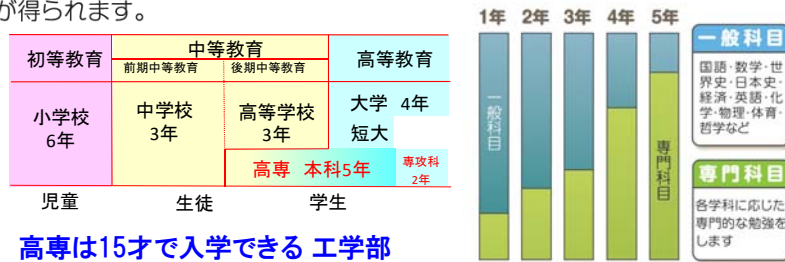 が得られます。
初等教育
中等教育
前期中等教育
後期中等教育
高等教育
小学校
6年
中学校
3年
高等学校
3年
大学 4年
短大
高専 本科5年
専攻科
2年
児童
生徒
学生
高専は15才で入学できる 工学部
1年 2年 3年 4年 5年
一般科目
専門科目
一般科目
国語・数学・世
界史・日本史・
経済・英語・化
学・物理・体育・
哲学など
専門科目
各学科に応じた
専門的な勉強を
します